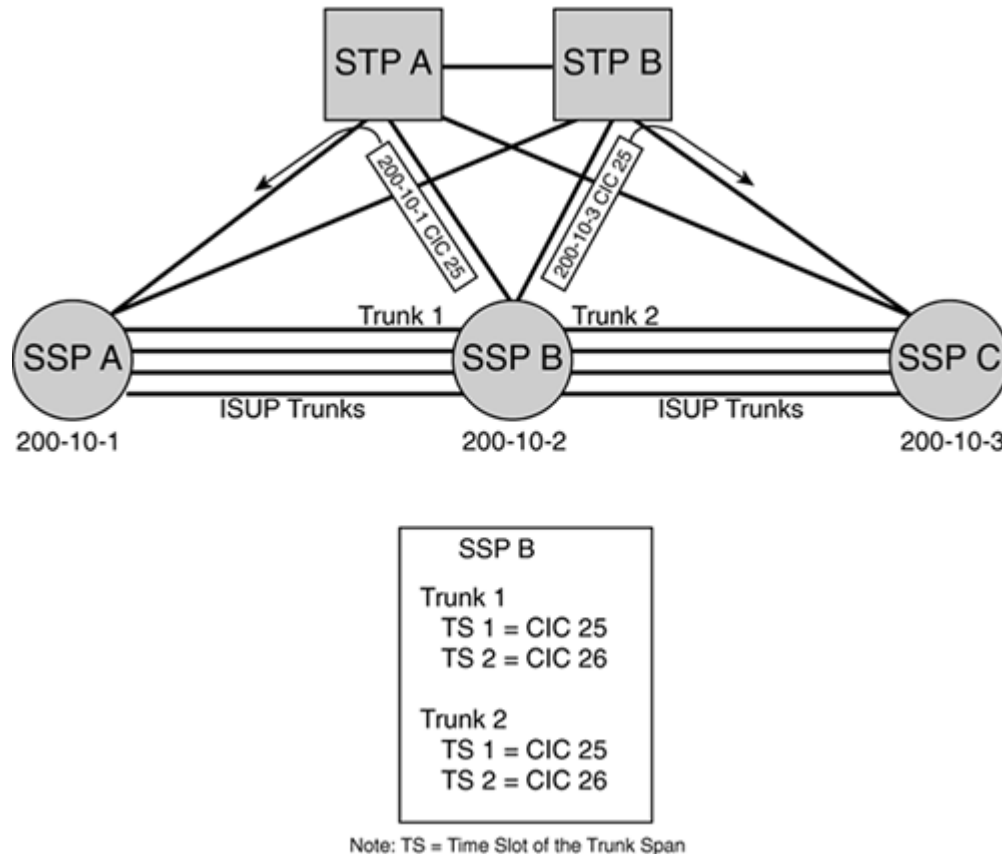 STP A
STP B
200-10-1 CIC 25
200-10-3 CIC 25
Trunk 1
Trunk 2
SSP A
SSP B
SSP C
ISUP Trunks
ISUP Trunks
200-10-1
200-10-2
200-10-3
SSP B
Trunk 1
TS 1 = CIC 25
TS 2 = CIC 26
Trunk 2
TS 1 = CIC 25
TS 2 = CIC 26
Note: TS = Time Slot of the Trunk Span